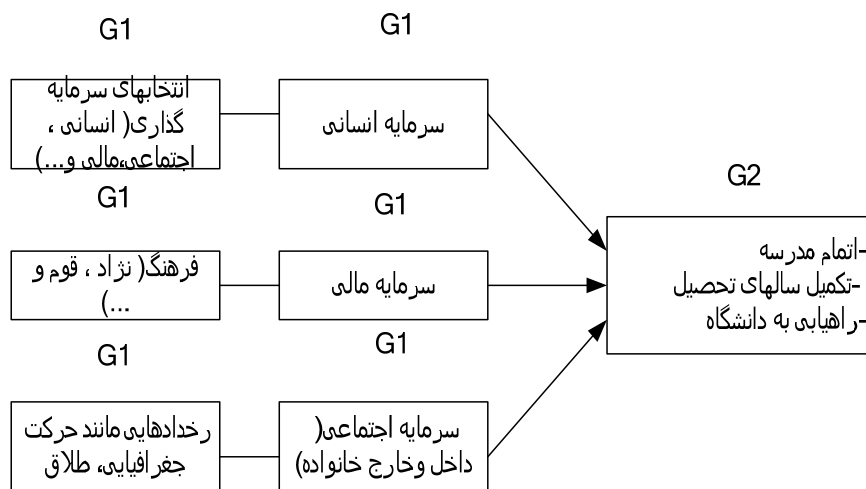 G1
G1
انتخابهای سرمایه
گذاری( انسانی ،
اجتماعی،مالی و...)
سرمایه انسانی
G2
G1
G1
فرهنگ( نژاد ، قوم و
...)
سرمایه مالی
-اتمام مدرسه
-تکمیل سالهای تحصیل
-راهیابی به دانشگاه
G1
G1
رخدادهایی مانند حرکت
جغرافیایی، طلاق
سرمایه اجتماعی(
داخل وخارج خانواده)